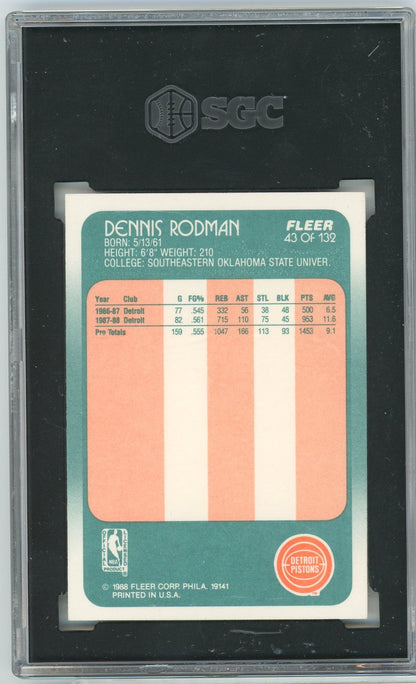 SGC
DENNIS RODMAN
FLEER
BORN: 5/13/61
43 OF 132
HEIGHT: 6'8" WEIGHT: 210
COLLEGE: SOUTHEASTERN OKLAHOMA STATE UNIVER.
Year Club G FG% REB AST STL BLK PTS AVG
1986-87 Detroit 77 .545 332 56 38 48 500 6.5
1987-88 Detroit 82 .561 715 110 75 45 953 11.6
Pro Totals 159 .555 1047 166 113 93 1453 9.1
NBA
PRODUCT
DETROIT
PISTONS
© 1988 FLEER CORP. PHILA. 19141
PRINTED IN U.S.A.